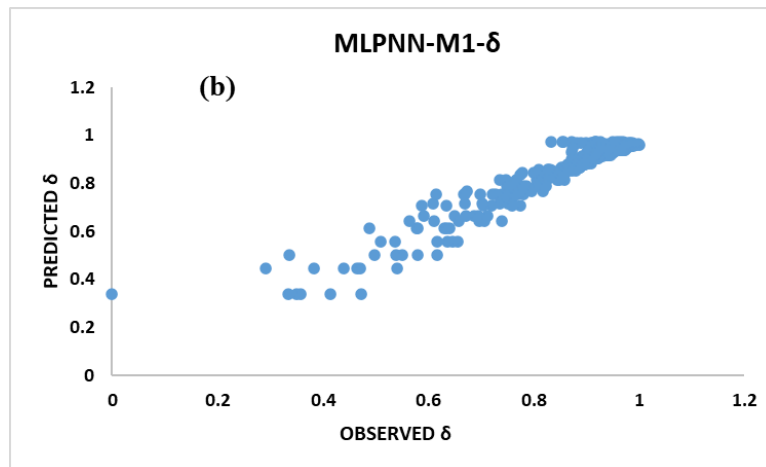 MLPNN-M1-δ
(b)
1.2
1
0.8
0.6
0.4
0.2
0
PREDICTED δ
0 0.2 0.4 0.6 0.8 1 1.2
OBSERVED δ